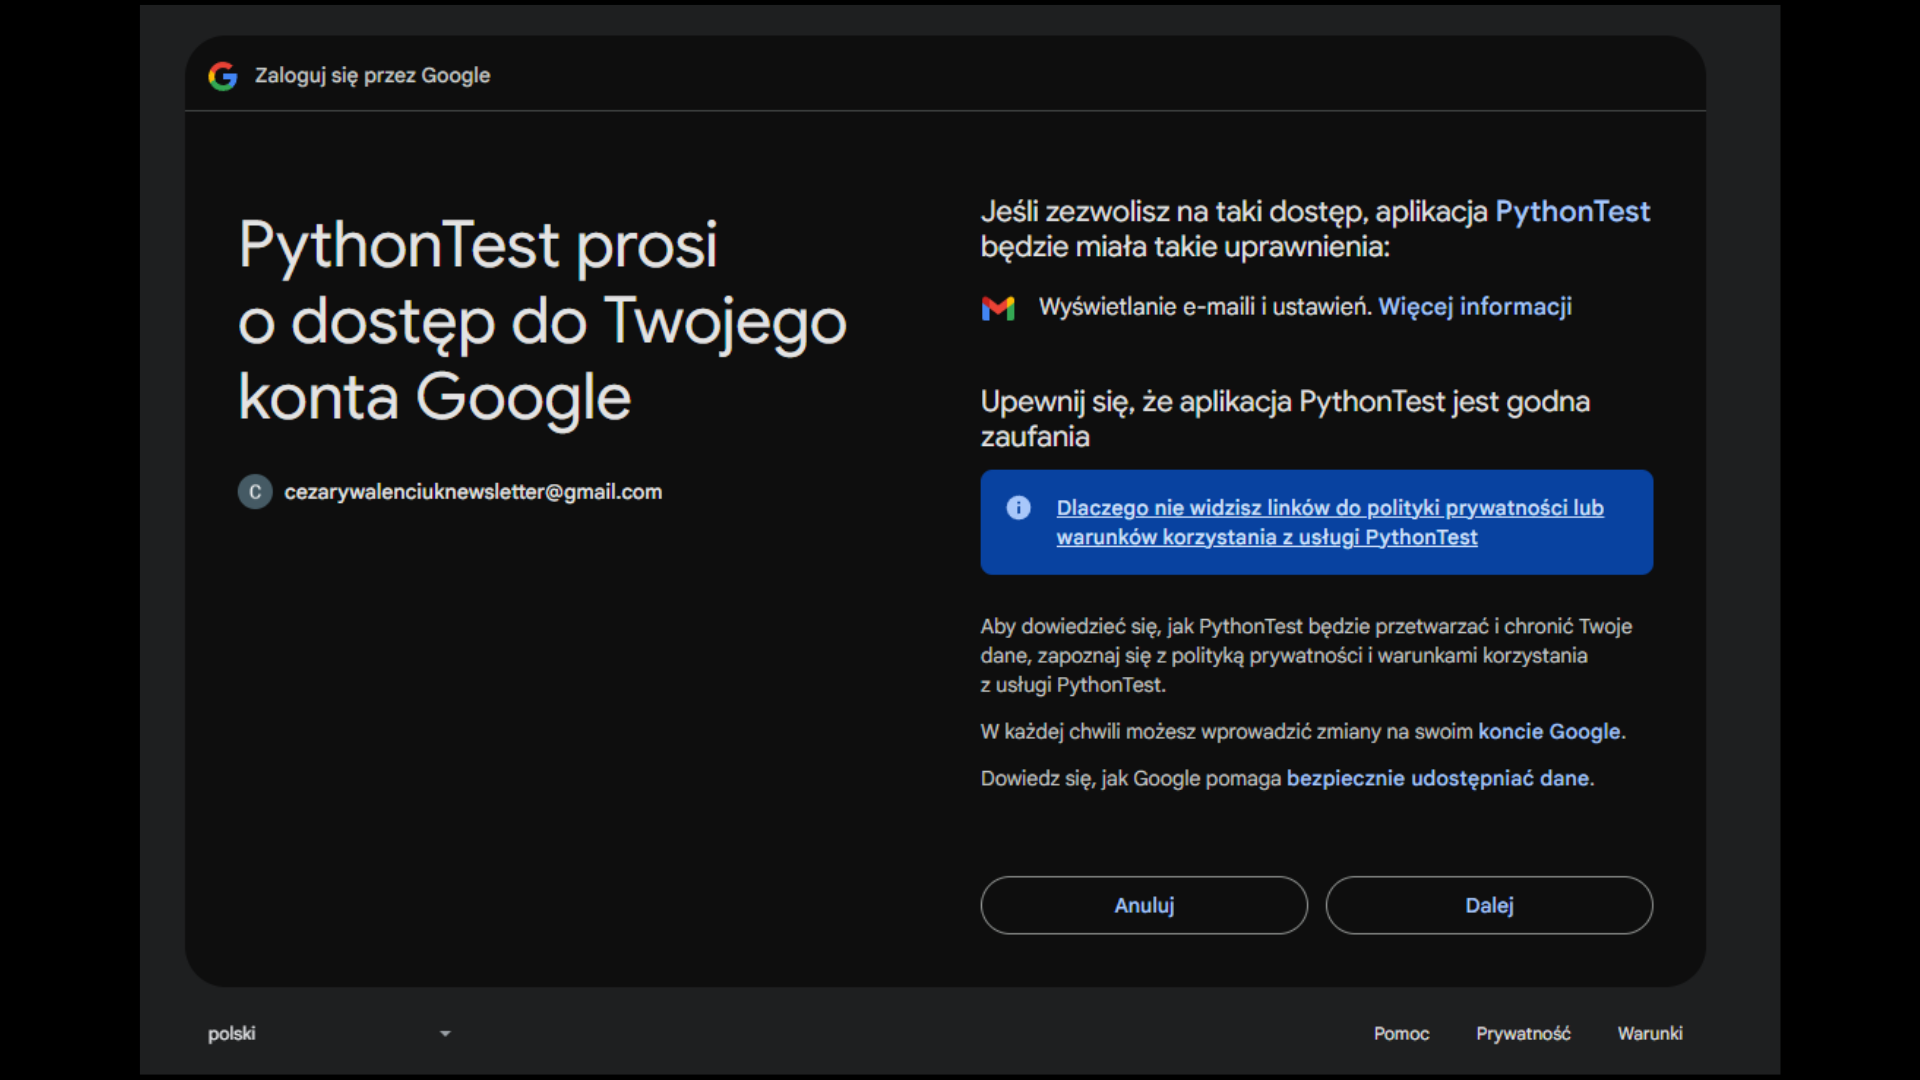 Zaloguj się przez Google
PythonTest prosi
o dostęp do Twojego
konta Google
C cezarywalenciuknewsletter@gmail.com
Jeśli zezwolisz na taki dostęp, aplikacja PythonTest
będzie miała takie uprawnienia:
Wyświetlanie e-maili i ustawień. Więcej informacji
Upewnij się, że aplikacja PythonTest jest godna
zaufania
Dlaczego nie widzisz linków do polityki prywatności lub
warunków korzystania z usługi PythonTest
Aby dowiedzieć się, jak PythonTest będzie przetwarzać i chronić Twoje
dane, zapoznaj się z polityką prywatności i warunkami korzystania
z usługi PythonTest.
W każdej chwili możesz wprowadzić zmiany na swoim koncie Google.
Dowiedz się, jak Google pomaga bezpiecznie udostępniać dane.
Anuluj Dalej
polski Pomoc Prywatność Warunki